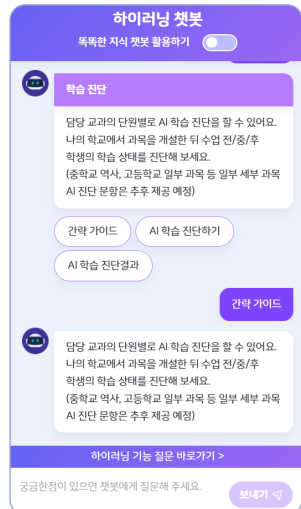 하이러닝 챗봇
똑똑한 지식 챗봇 활용하기
학습 진단
담당 교과의 단원별로 AI 학습 진단을 할 수 있어요.
나의 학교에서 과목을 개설한 뒤 수업 전/중/후
학생의 학습 상태를 진단해 보세요.
(중학교 역사, 고등학교 일부 과목 등 일부 세부 과목
AI 진단 문항은 추후 제공 예정)
간략 가이드
AI 학습 진단하기
AI 학습 진단결과
간략 가이드
담당 교과의 단원별로 AI 학습 진단을 할 수 있어요.
나의 학교에서 과목을 개설한 뒤 수업 전/중/후
학생의 학습 상태를 진단해 보세요.
(중학교 역사, 고등학교 일부 과목 등 일부 세부 과목
AI 진단 문항은 추후 제공 예정)
하이러닝 기능 질문 바로가기 >
궁금한점이 있으면 챗봇에게 질문해 주세요.
보내기